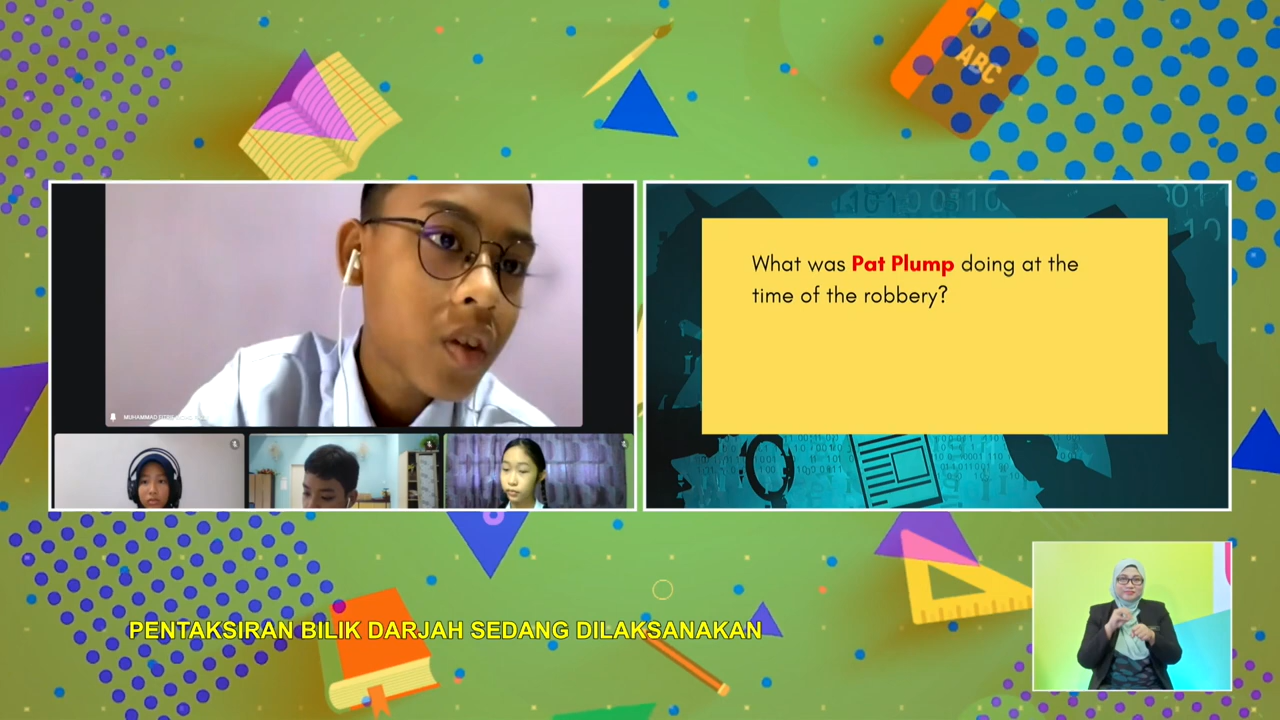 ABC
What was Pat Plump doing at the
time of the robbery?
PENTAKSIRAN BILIK DARJAH SEDANG DILAKSANAKAN